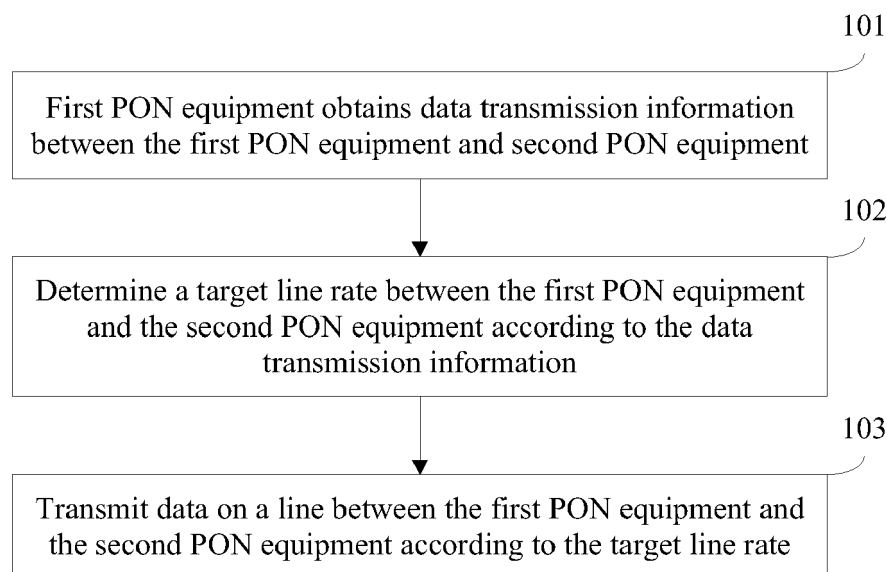 101
First PON equipment obtains data transmission information
between the first PON equipment and second PON equipment
102
Determine a target line rate between the first PON equipment
and the second PON equipment according to the data
transmission information
103
Transmit data on a line between the first PON equipment and
the second PON equipment according to the target line rate